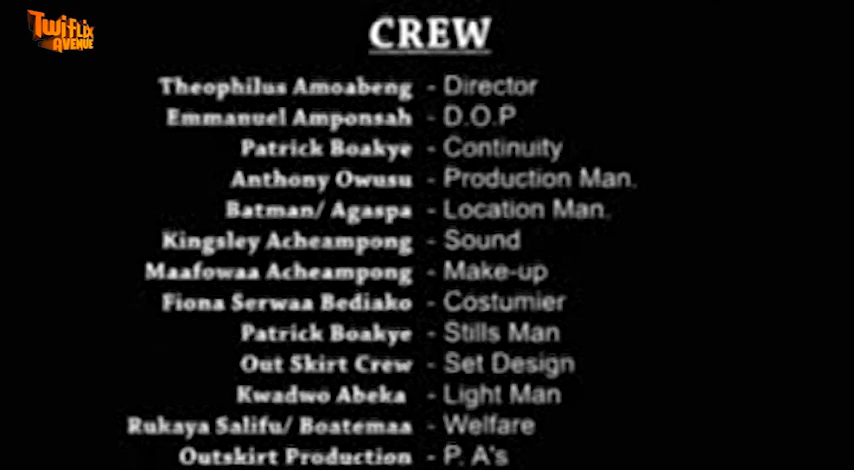 Twiflix
AVENUE
CREW
Theophilus Amoabeng - Director
Emmanuel Amponsah - D.O.P
Patrick Boakye - Continuity
Anthony Owusu - Production Man.
Batman/ Agaspa - Location Man.
Kingsley Acheampong - Sound
Maafowaa Acheampong - Make-up
Fiona Serwaa Bediako - Costumier
Patrick Boakye - Stills Man
Out Skirt Crew - Set Design
Kwadwo Abeka - Light Man
Rukaya Salifu/ Boatemaa - Welfare
Outskirt Production - P. A's